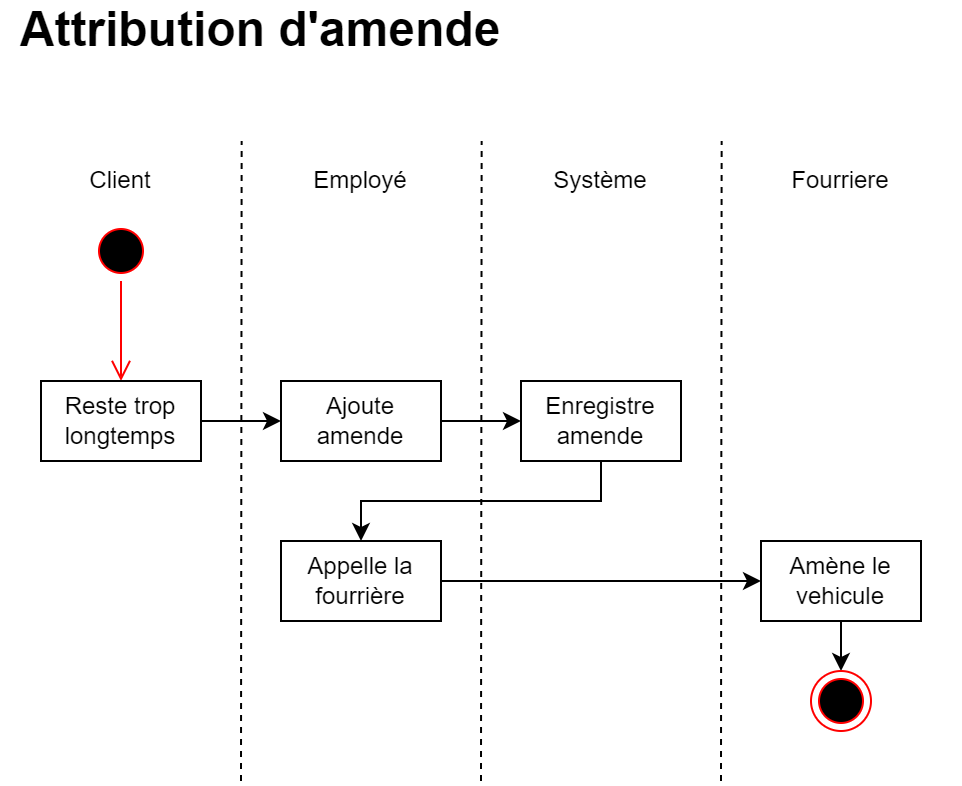 Attribution d'amende
Client
Employé
Système
Fourriere
Reste trop
longtemps
Ajoute
amende
Enregistre
amende
Appelle la
fourrière
Amène le
vehicule